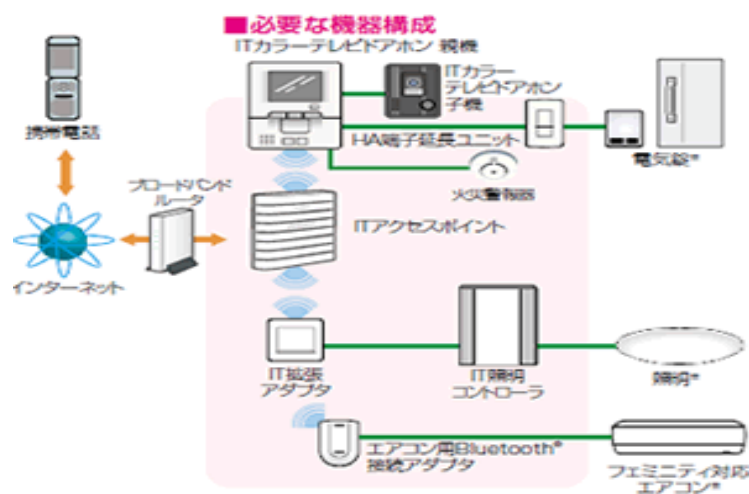 ■必要な機器構成
ITカラーテレビドアホン 親機
ITカラー
テレビドアホン
子機
携帯電話
HA端子延長ユニット
電気錠*
火災警報器
ブロードバンド
ルータ
ITアクセスポイント
インターネット
IT拡張
アダプタ
IT照明
コントローラ
照明*
エアコン用Bluetooth®
接続アダプタ
フェミニティ対応
エアコン*